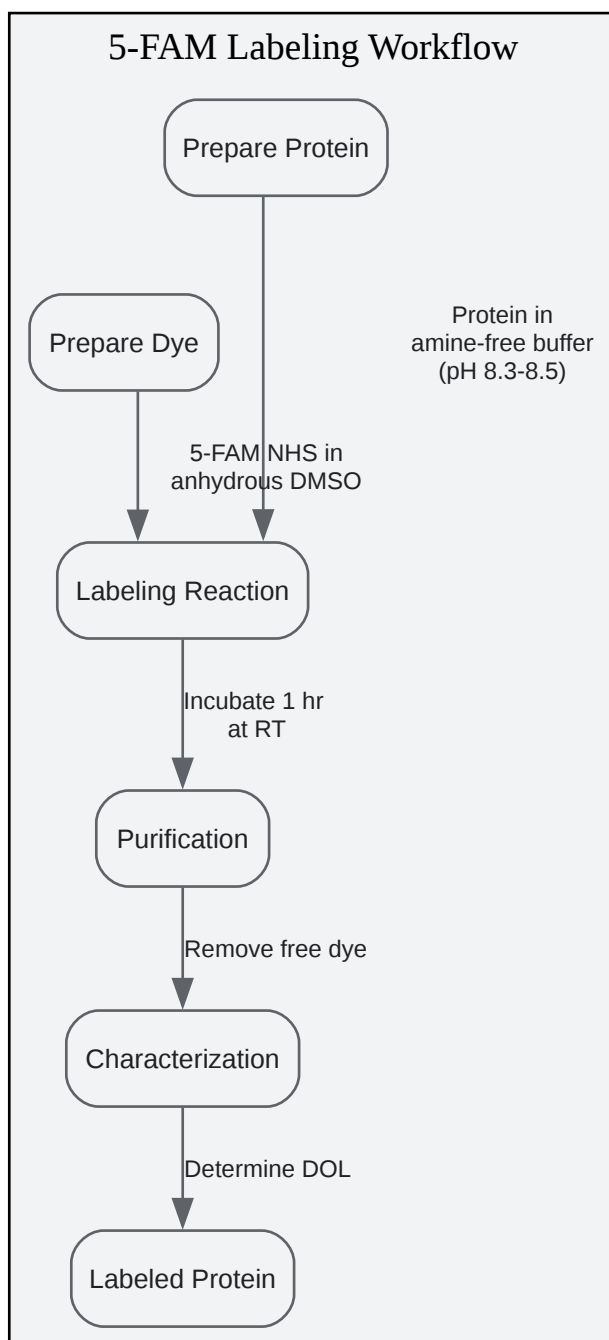 5-FAM Labeling Workflow
Prepare Protein
Prepare Dye
Protein in
amine-free buffer
(pH 8.3-8.5)
5-FAM NHS in
anhydrous DMSO
Labeling Reaction
Incubate 1 hr
at RT
Purification
Remove free dye
Characterization
Determine DOL
Labeled Protein